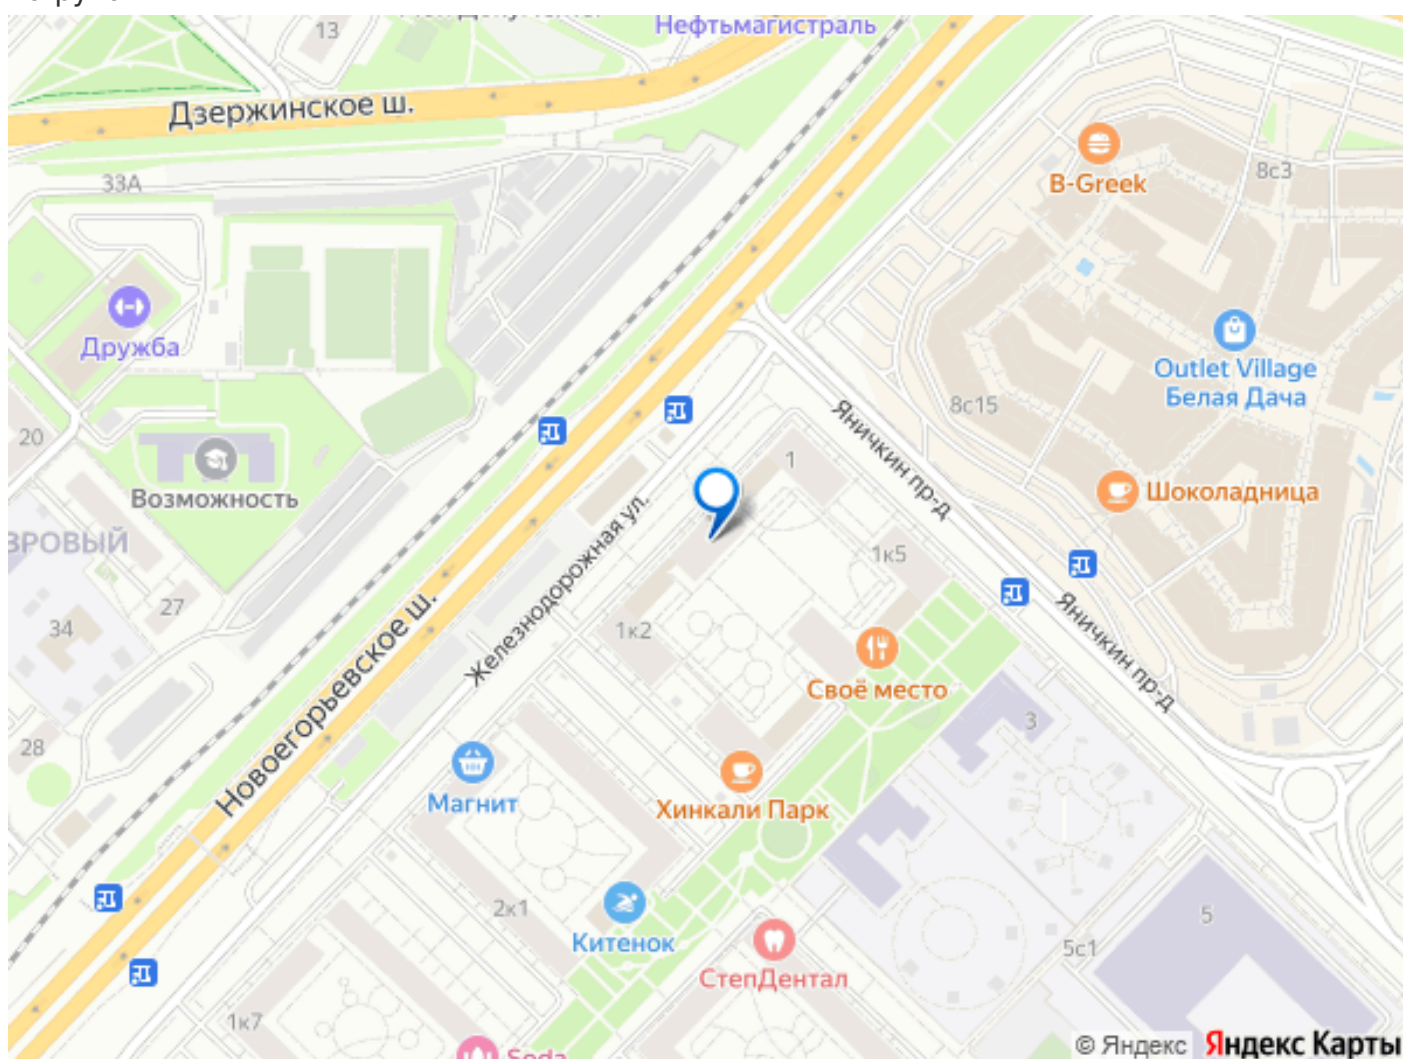 Нефтьмагистраль
13
Дзержинское ш.
33А
B-Greek
8с3
Дружба
Outlet Village
Белая Дача
8с15
Яничкин пр-д
20
1
Возможность
Шоколадница
Железнодорожная ул.
1к5
27
34
1к2
Новоегорьевское ш.
Яничкин пр-д
Своё место
3
28
Магнит
Хинкали Парк
2к1
5
Китенок
5с1
СтепДентал
1к7
© Яндекс Яндекс Карты